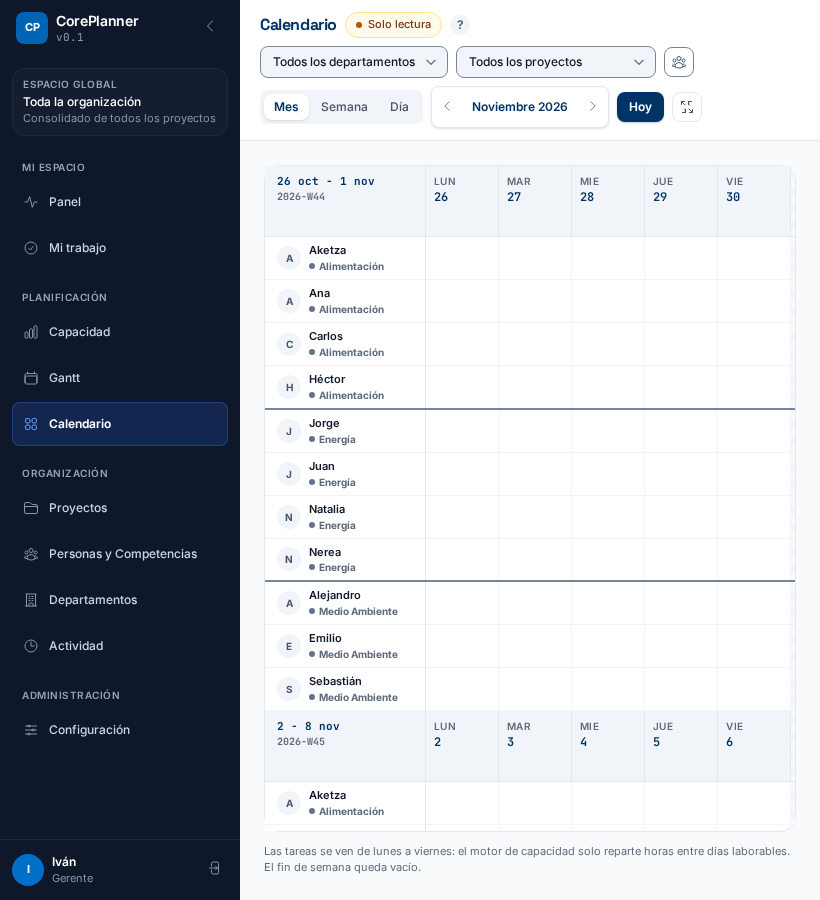 CP
CorePlanner
v0.1
ESPACIO GLOBAL
Toda la organización
Consolidado de todos los proyectos
MI ESPACIO
Panel
Mi trabajo
PLANIFICACIÓN
Capacidad
Gantt
Calendario
ORGANIZACIÓN
Proyectos
Personas y Competencias
Departamentos
Actividad
ADMINISTRACIÓN
Configuración
I
Iván
Gerente
Calendario
Solo lectura
?
Todos los departamentos
Todos los proyectos
Mes
Semana
Día
Noviembre 2026
Hoy
26 oct - 1 nov
2026-W44
LUN
26
MAR
27
MIE
28
JUE
29
VIE
30
A
Aketza
Alimentación
A
Ana
Alimentación
C
Carlos
Alimentación
H
Héctor
Alimentación
J
Jorge
Energía
J
Juan
Energía
N
Natalia
Energía
N
Nerea
Energía
A
Alejandro
Medio Ambiente
E
Emilio
Medio Ambiente
S
Sebastián
Medio Ambiente
2 - 8 nov
2026-W45
LUN
2
MAR
3
MIE
4
JUE
5
VIE
6
A
Aketza
Alimentación
Las tareas se ven de lunes a viernes: el motor de capacidad solo reparte horas entre días laborables.
El fin de semana queda vacío.